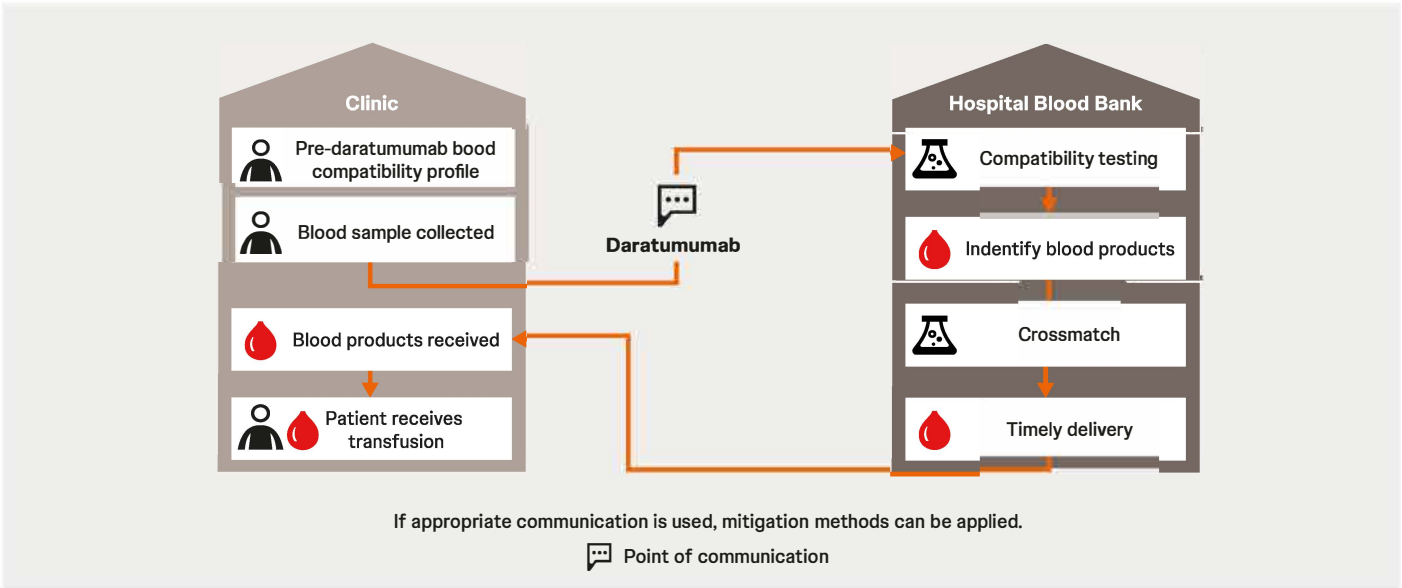 Clinic
Pre-daratumumab bood
compatibility profile
Blood sample collected
Blood products received
Patient receives
transfusion
Daratumumab
Hospital Blood Bank
Compatibility testing
Indentify blood products
Crossmatch
Timely delivery
If appropriate communication is used, mitigation methods can be applied.
Point of communication